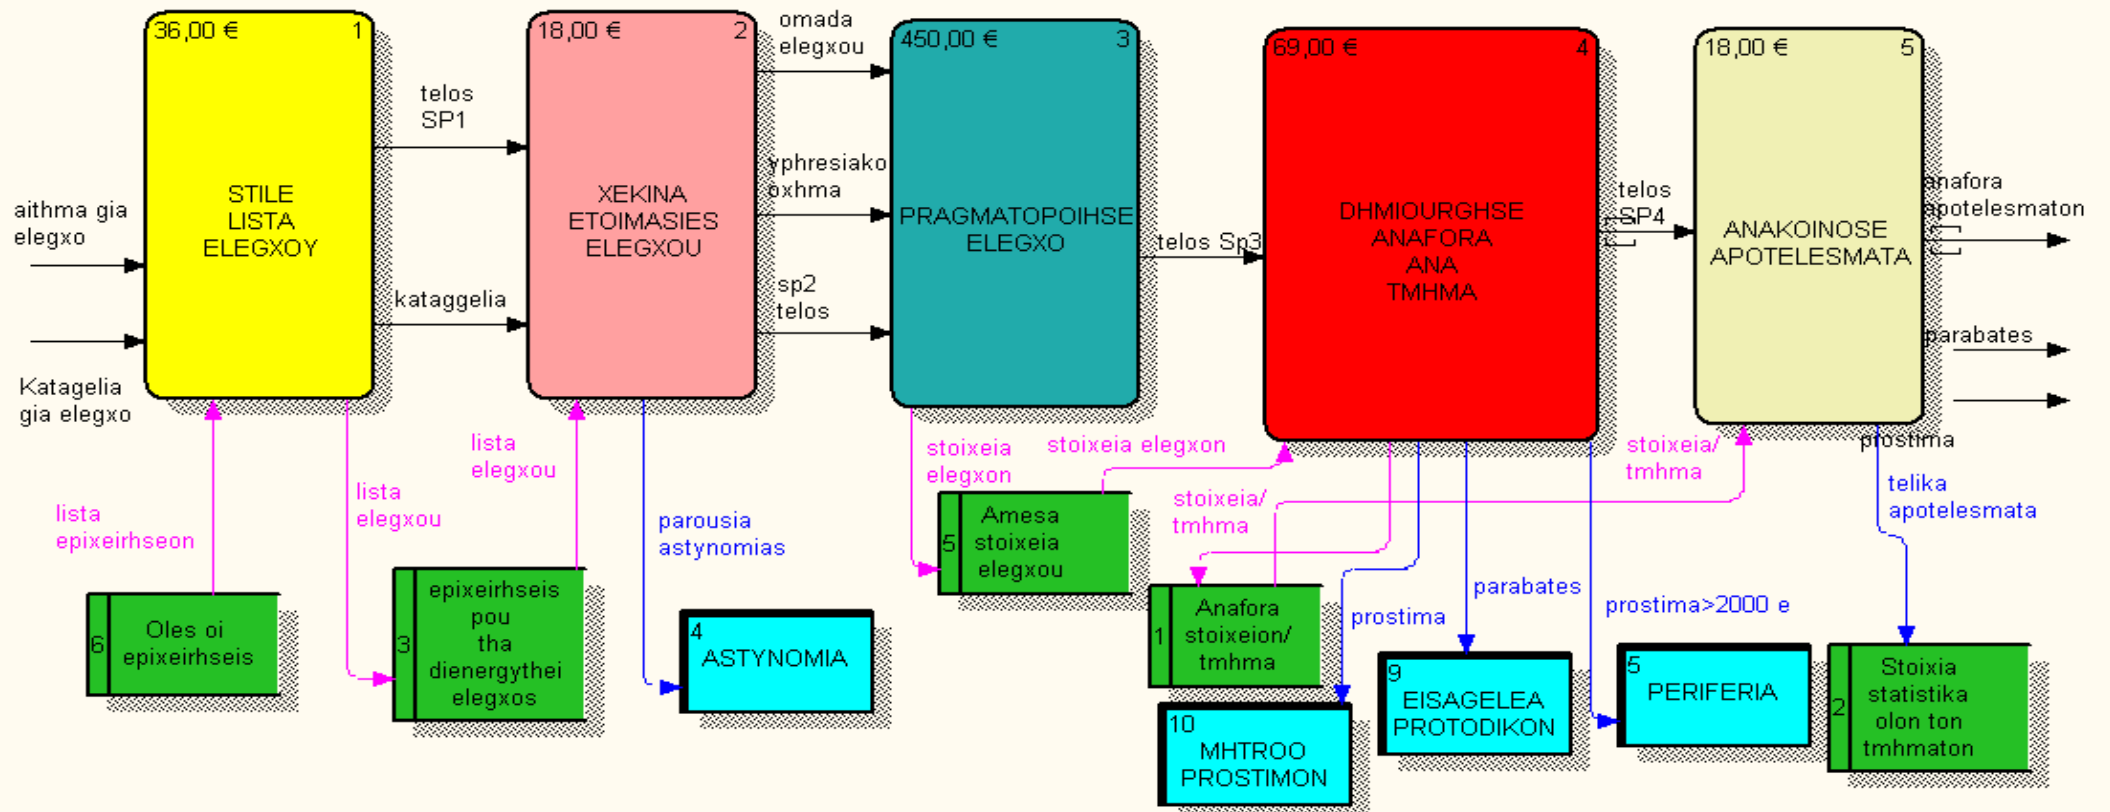 36,00 € 1
STILE
LISTA
ELEGXOY
18,00 € 2
XEKINA
ETOIMASIES
ELEGXOU
450,00 € 3
PRAGMATOPOIHSE
ELEGXO
69,00 € 4
DHMIOURGHSE
ANAFORA
ANA
TMHMA
18,00 € 5
ANAKOINOSE
APOTELESMATA
aithma gia
elegxo
Katagelia
gia elegxo
telos
SP1
kataggelia
omada
elegxou
yphresiako
oxhma
sp2
telos
telos Sp3
telos
SP4
anafora
apotelesmaton
parabates
prostima
lista
epixeirhseon
lista
elegxou
lista
elegxou
parousia
astynomias
stoixeia
elegxon
stoixeia elegxon
stoixeia/
tmhma
stoixeia/
tmhma
prostima
parabates
prostima>2000 e
telika
apotelesmata
6
Oles oi
epixeirhseis
3
epixeirhseis
pou
tha
dienergythei
elegxos
4
ASTYNOMIA
5
Amesa
stoixeia
elegxou
1
Anafora
stoixeion/
tmhma
10
MHTROO
PROSTIMON
9
EISAGELEA
PROTODIKON
5
PERIFERIA
2
Stoixia
statistika
olon ton
tmhmaton